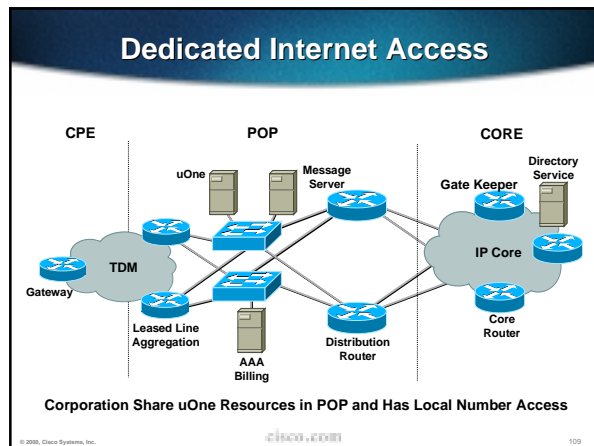 Dedicated Internet Access
CPE
POP
CORE
uOne
Message
Server
Directory
Service
Gate Keeper
TDM
IP Core
Gateway
Leased Line
Aggregation
AAA
Billing
Distribution
Router
Core
Router
Corporation Share uOne Resources in POP and Has Local Number Access
© 2000, Cisco Systems, Inc.
cisco.com
109